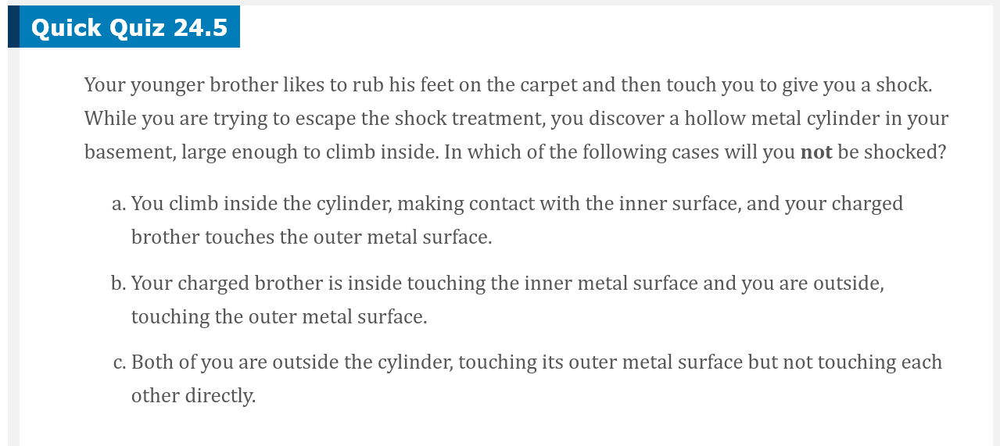 Quick Quiz 24.5
Your younger brother likes to rub his feet on the carpet and then touch you to give you a shock.
While you are trying to escape the shock treatment, you discover a hollow metal cylinder in your
basement, large enough to climb inside. In which of the following cases will you not be shocked?
a. You climb inside the cylinder, making contact with the inner surface, and your charged
brother touches the outer metal surface.
b. Your charged brother is inside touching the inner metal surface and you are outside,
touching the outer metal surface.
c. Both of you are outside the cylinder, touching its outer metal surface but not touching each
other directly.